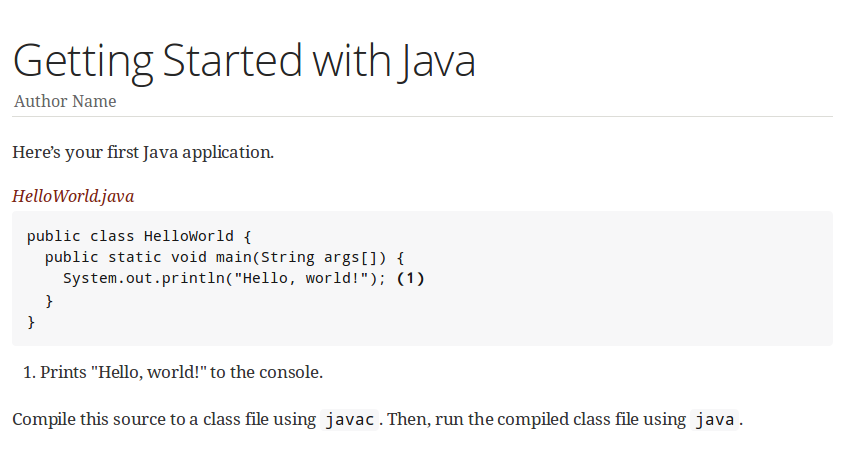 Getting Started with Java
Author Name
Here’s your first Java application.
HelloWorld.java
public class HelloWorld {
  public static void main(String args[]) {
    System.out.println("Hello, world!"); (1)
  }
}
1. Prints "Hello, world!" to the console.
Compile this source to a class file using javac. Then, run the compiled class file using java.